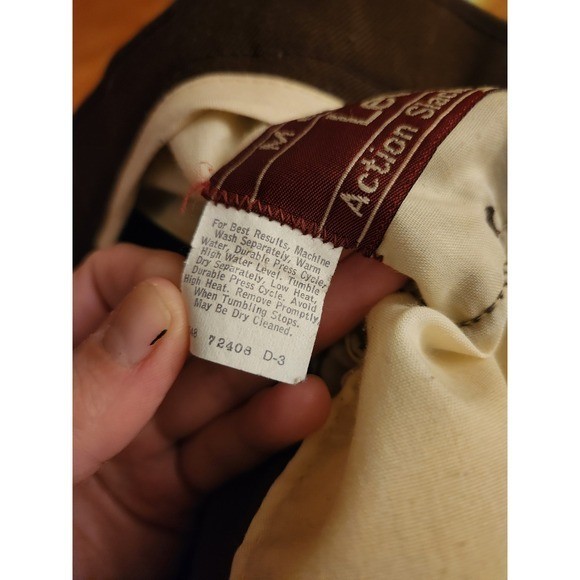 M
Le
Action Slac
For Best Results, Machine
Wash Separately, Warm
Water, Durable Press Cycle,
High Water Level. Tumble
Dry Separately, Low Heat,
Durable Press Cycle. Avoid
High Heat. Remove Promptly
When Tumbling Stops.
May Be Dry Cleaned.
72408 D-3